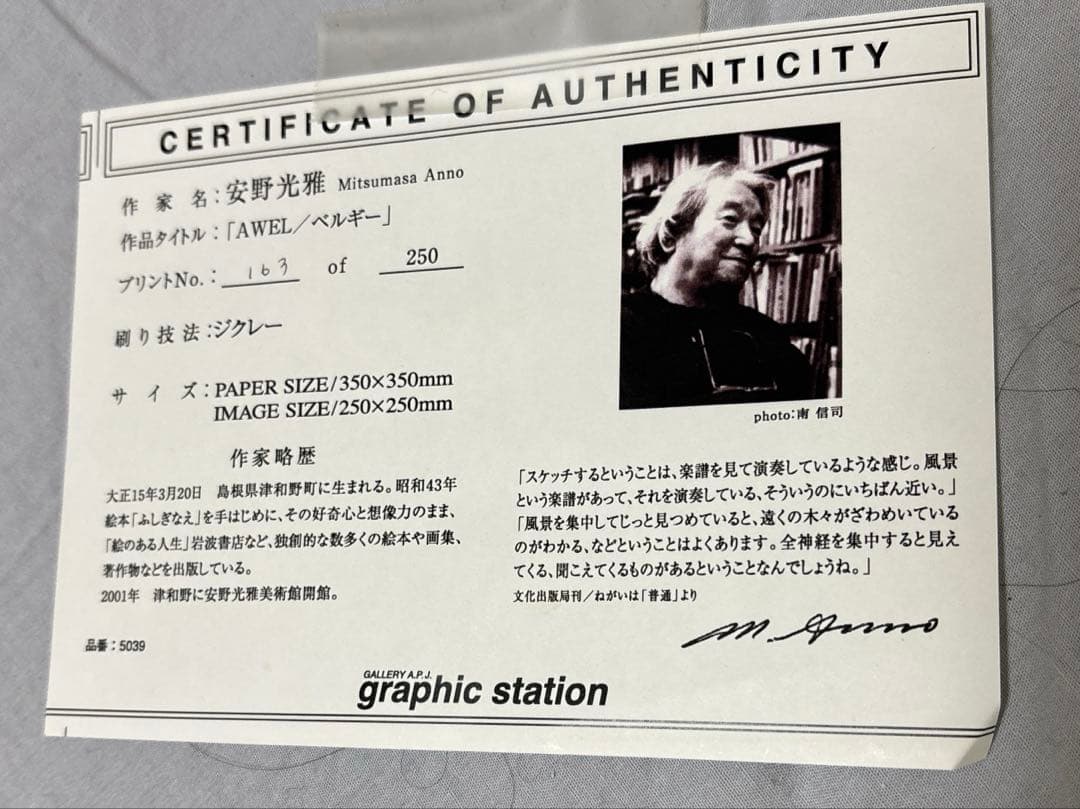 CERTIFICATE OF AUTHENTICITY
作家名：安野光雅 Mitsumasa Anno
作品タイトル：「AWEL／ベルギー」
プリントNo.：163 of 250
刷り技法：ジクレー
サイズ：PAPER SIZE/350×350mm
IMAGE SIZE/250×250mm
photo：南 信司
作家略歴
大正15年3月20日 島根県津和野町に生まれる。昭和43年
絵本「ふしぎなえ」を手はじめに、その好奇心と想像力のまま、
「絵のある人生」岩波書店など、独創的な数多くの絵本や画集、
著作物などを出版している。
2001年 津和野に安野光雅美術館開館。
「スケッチするということは、楽譜を見て演奏しているような感じ。風景
という楽譜があって、それを演奏している、そういうのにいちばん近い。」
「風景を集中してじっと見つめていると、遠くの木々がざわめいている
のがわかる、などということはよくあります。全神経を集中すると見え
てくる、聞こえてくるものがあるということなんでしょうね。」
文化出版局刊／ねがいは「普通」より
M. Anno
品番：5039
GALLERY A.P.J.
graphic station